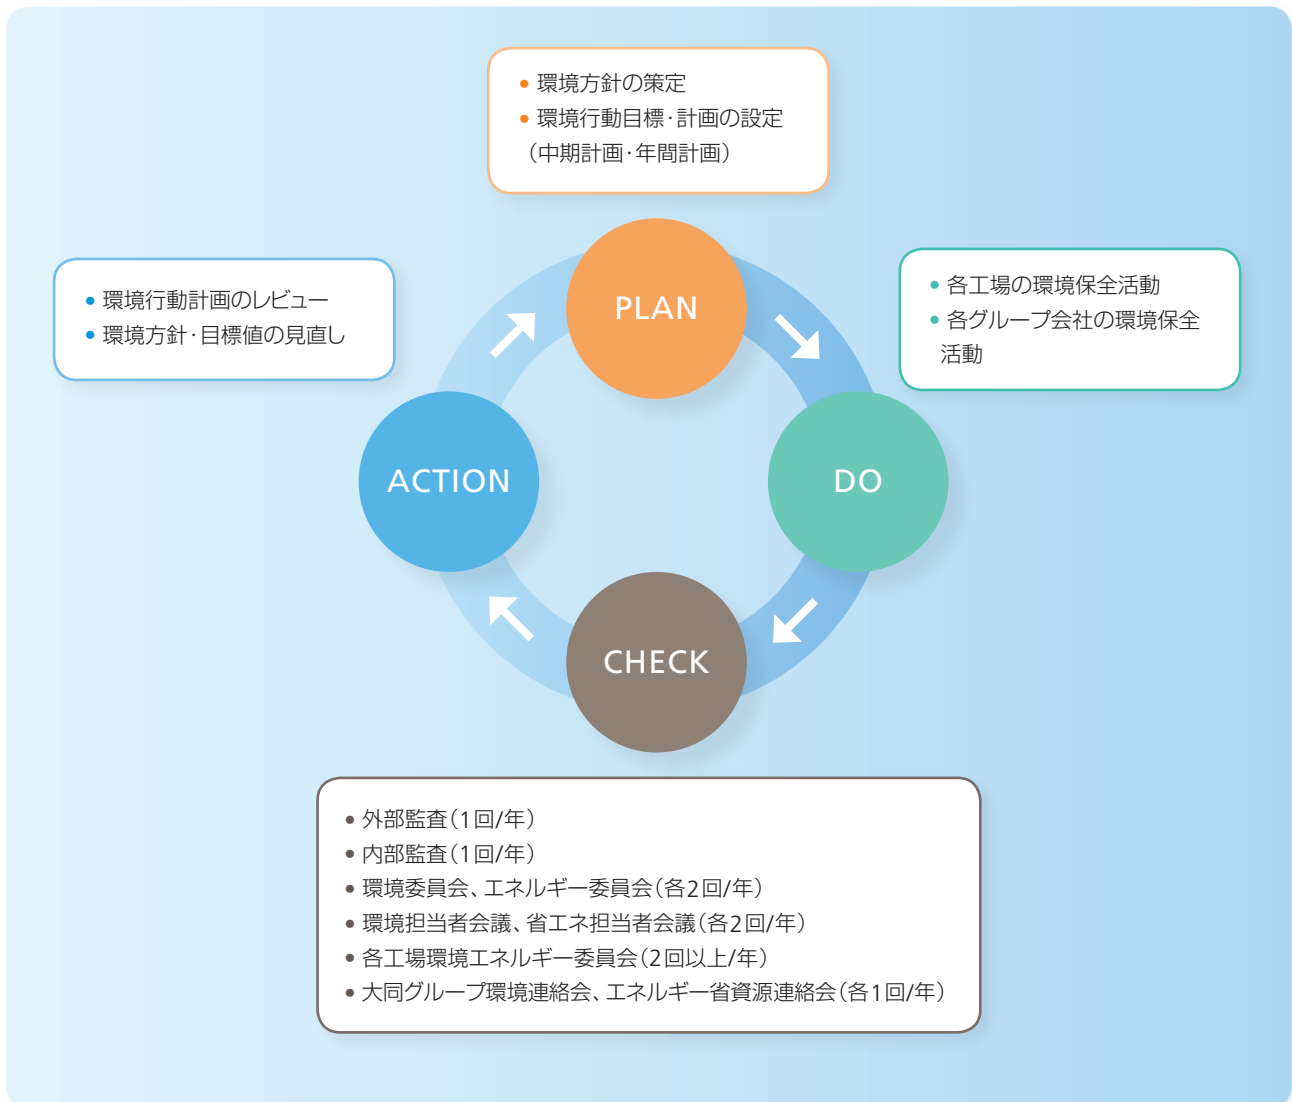 • 環境方針の策定
• 環境行動目標・計画の設定
（中期計画・年間計画）
PLAN
• 各工場の環境保全活動
• 各グループ会社の環境保全
活動
DO
CHECK
• 外部監査（1回/年）
• 内部監査（1回/年）
• 環境委員会、エネルギー委員会（各2回/年）
• 環境担当者会議、省エネ担当者会議（各2回/年）
• 各工場環境エネルギー委員会（2回以上/年）
• 大同グループ環境連絡会、エネルギー省資源連絡会（各1回/年）
ACTION
• 環境行動計画のレビュー
• 環境方針・目標値の見直し